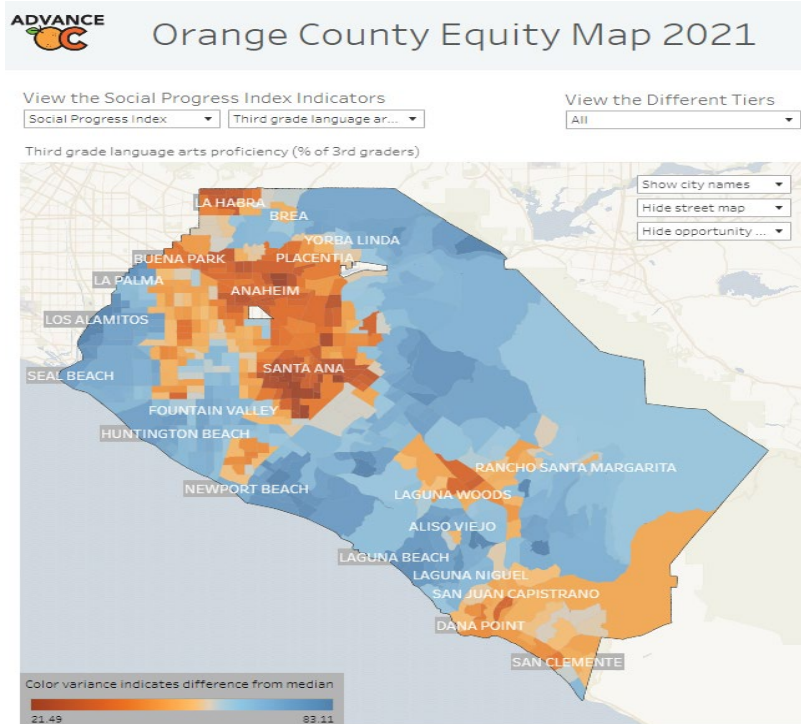 ADVANCE
OC
Orange County Equity Map 2021
View the Social Progress Index Indicators
View the Different Tiers
Social Progress Index
Third grade language ar...
All
Third grade language arts proficiency (% of 3rd graders)
Show city names
Hide street map
Hide opportunity ...
LA HABRA
BREA
YORBA LINDA
BUENA PARK
PLACENTIA
LA PALMA
ANAHEIM
LOS ALAMITOS
SANTA ANA
SEAL BEACH
FOUNTAIN VALLEY
HUNTINGTON BEACH
RANCHO SANTA MARGARITA
NEWPORT BEACH
LAGUNA WOODS
ALISO VIEJO
LAGUNA BEACH
LAGUNA NIGUEL
SAN JUAN CAPISTRANO
DANA POINT
SAN CLEMENTE
Color variance indicates difference from median
21.49
83.11